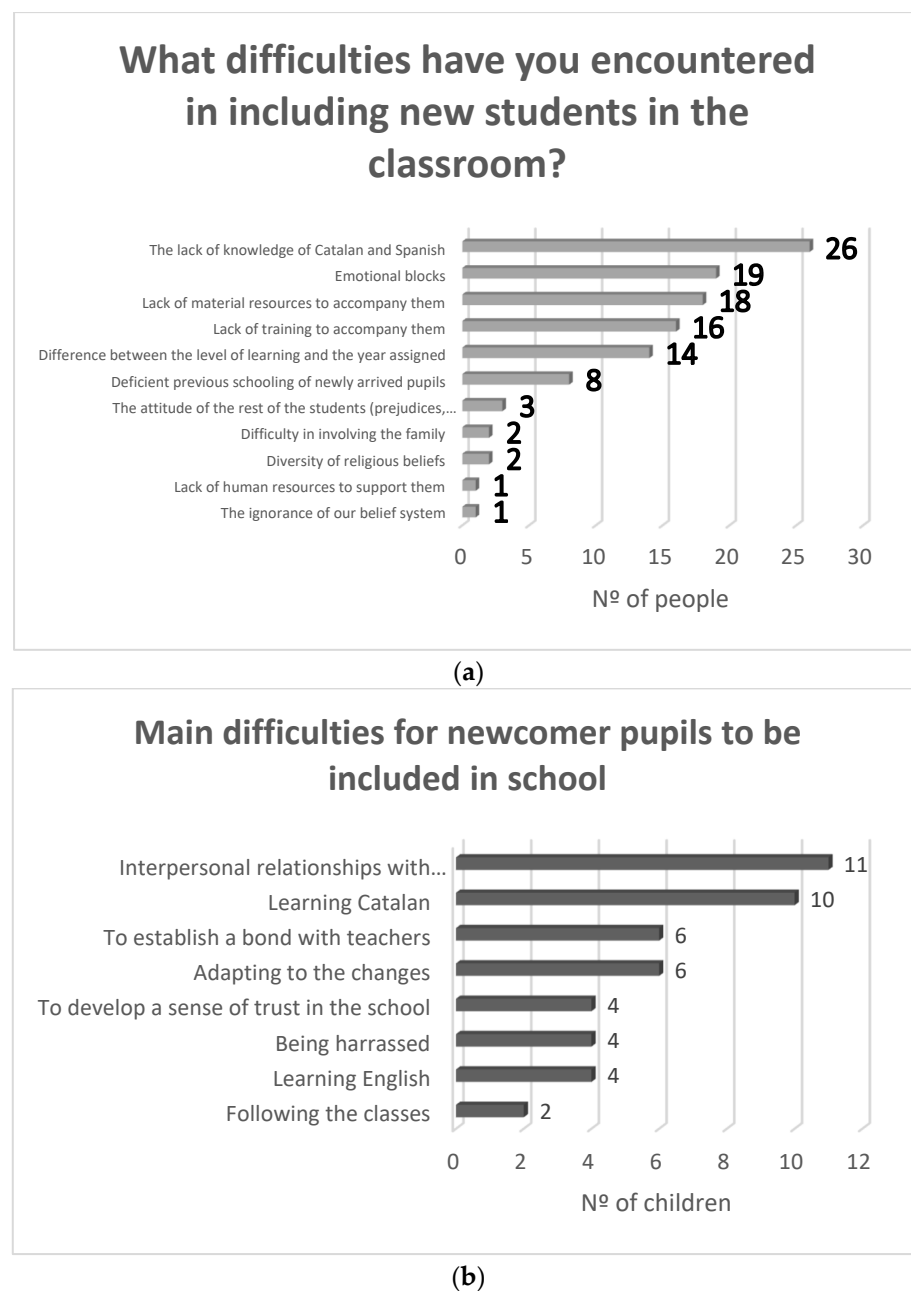 What difficulties have you encountered
in including new students in the
classroom?
The lack of knowledge of Catalan and Spanish 26
Emotional blocks 19
Lack of material resources to accompany them 18
Lack of training to accompany them 16
Difference between the level of learning and the year assigned 14
Deficient previous schooling of newly arrived pupils 8
The attitude of the rest of the students (prejudices,... 3
Difficulty in involving the family 2
Diversity of religious beliefs 2
Lack of human resources to support them 1
The ignorance of our belief system 1
0 5 10 15 20 25 30
Nº of people
(a)
Main difficulties for newcomer pupils to be
included in school
Interpersonal relationships with... 11
Learning Catalan 10
To establish a bond with teachers 6
Adapting to the changes 6
To develop a sense of trust in the school 4
Being harrassed 4
Learning English 4
Following the classes 2
0 2 4 6 8 10 12
Nº of children
(b)